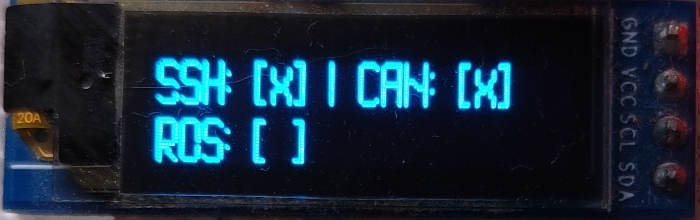 SSH: [x] | CAN: [x]
ROS: [ ]
20A
GND VCC SCL SDA